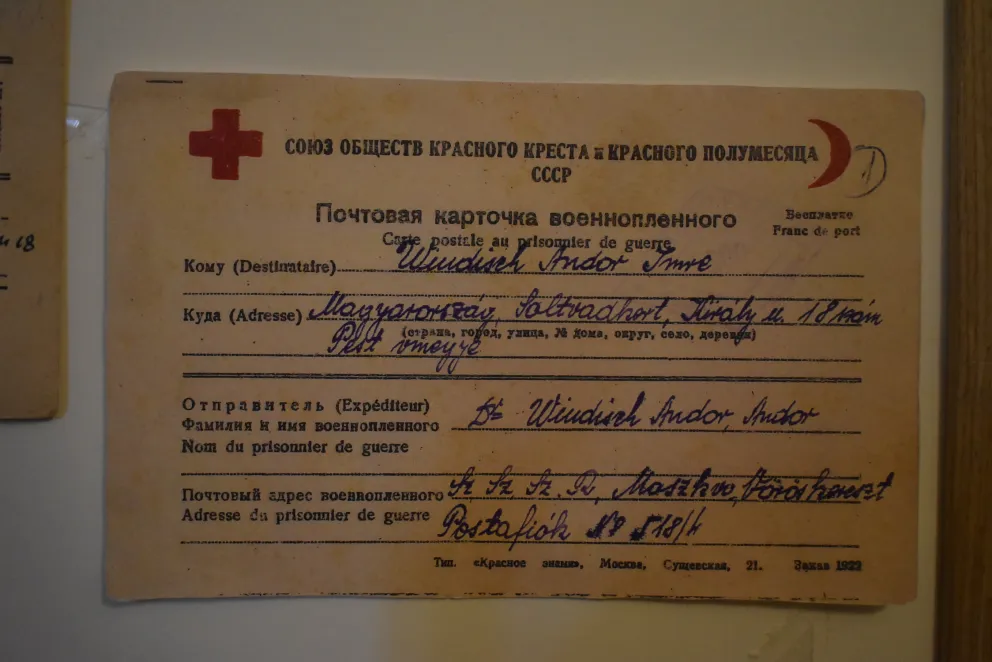 СОЮЗ ОБЩЕСТВ КРАСНОГО КРЕСТА и КРАСНОГО ПОЛУМЕСЯЦА
СССР
1
Почтовая карточка военнопленного
Carte postale au prisonnier de guerre
Бесплатно
Franc de port
Кому (Destinataire) Windisch Andor Imre
Куда (Adresse) Magyarország, Soltvadkert, Király u. 18 szám
(страна, город, улица, № дома, округ, село, деревня)
Pest vmegye
Отправитель (Expéditeur)
Фамилия и имя военнопленного Dr Windisch Andor, Andor
Nom du prisonnier de guerre
Почтовый адрес военнопленного Sz. Sz. Sz. R., Moszkva, Vöröskereszt
Adresse du prisonnier de guerre Postafiók No 518/4
Тип. «Красное знамя», Москва, Сущевская, 21. Заказ 1922
и 18